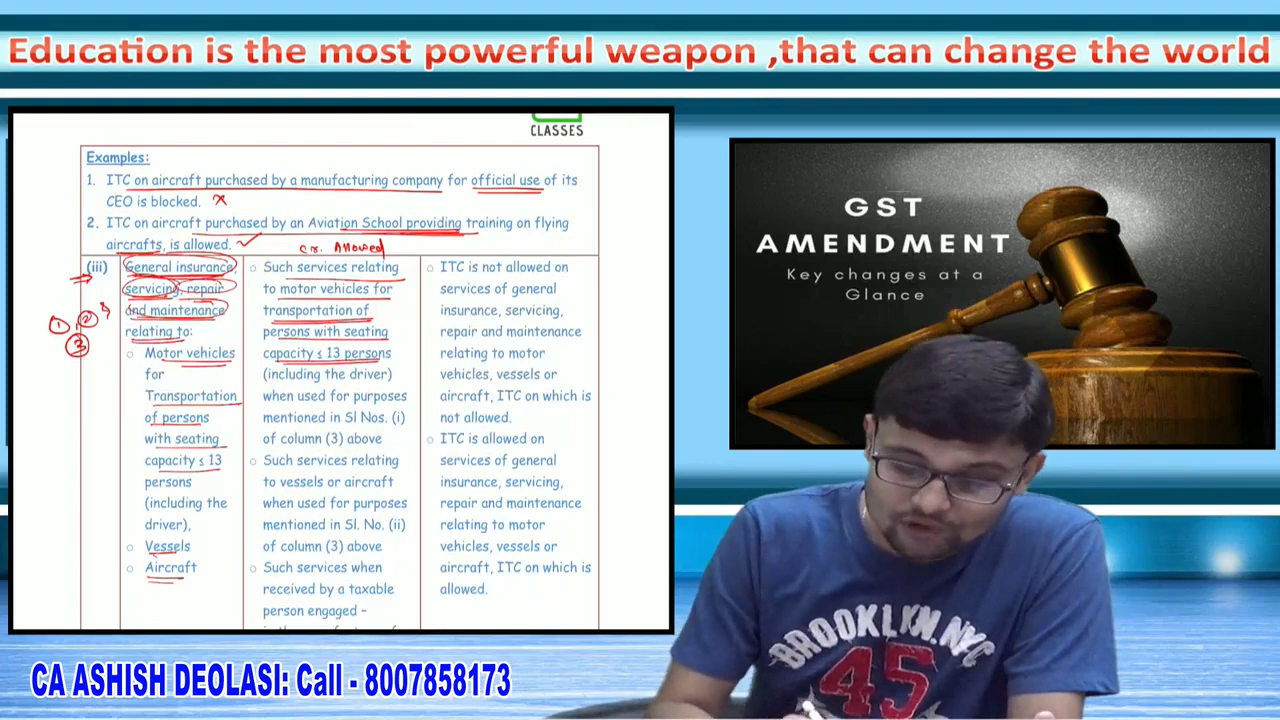 Education is the most powerful weapon ,that can change the world
CLASSES
Examples:
1. ITC on aircraft purchased by a manufacturing company for official use of its
CEO is blocked. x
2. ITC on aircraft purchased by an Aviation School providing training on flying
aircrafts, is allowed. ✓
Cr. Allowed
(iii)
General insurance,
servicing, repair
and maintenance
relating to:
○ Motor vehicles
for
Transportation
of persons
with seating
capacity ≤ 13
persons
(including the
driver),
○ Vessels
○ Aircraft
1, 2 &
3
○ Such services relating
to motor vehicles for
transportation of
persons with seating
capacity ≤ 13 persons
(including the driver)
when used for purposes
mentioned in Sl Nos. (i)
of column (3) above
○ Such services relating
to vessels or aircraft
when used for purposes
mentioned in Sl. No. (ii)
of column (3) above
○ Such services when
received by a taxable
person engaged –
○ ITC is not allowed on
services of general
insurance, servicing,
repair and maintenance
relating to motor
vehicles, vessels or
aircraft, ITC on which is
not allowed.
○ ITC is allowed on
services of general
insurance, servicing,
repair and maintenance
relating to motor
vehicles, vessels or
aircraft, ITC on which is
allowed.
GST
AMENDMENT
Key changes at a
Glance
BROOKLYN.NYC
45
CA ASHISH DEOLASI: Call - 8007858173